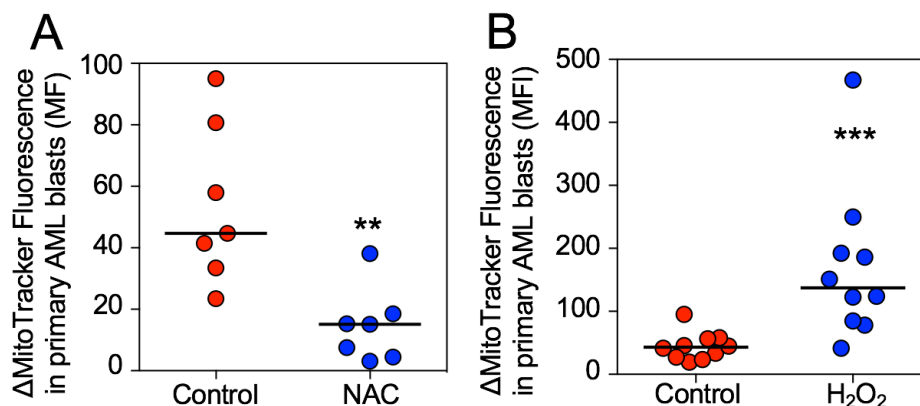 A
ΔMitoTracker Fluorescence
in primary AML blasts (MF)
100
80
60
40
20
0
**
Control
NAC
B
ΔMitoTracker Fluorescence
in primary AML blasts (MFI)
500
400
300
200
100
0
***
Control
H₂O₂